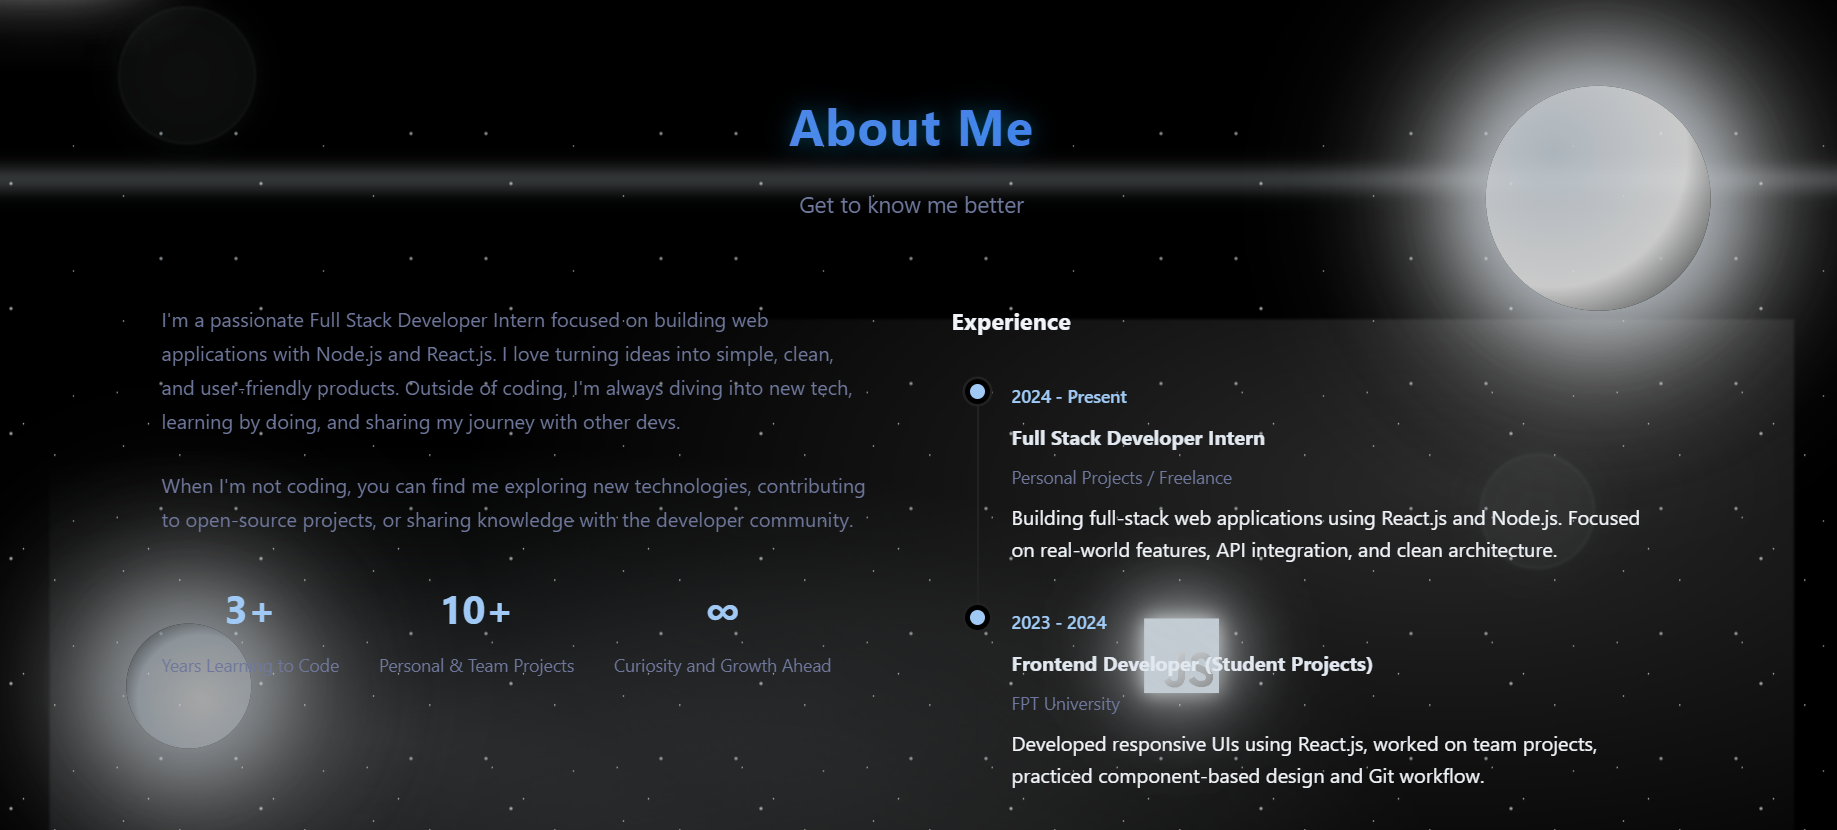 About Me
Get to know me better
I'm a passionate Full Stack Developer Intern focused on building web
applications with Node.js and React.js. I love turning ideas into simple, clean,
and user-friendly products. Outside of coding, I'm always diving into new tech,
learning by doing, and sharing my journey with other devs.
When I'm not coding, you can find me exploring new technologies, contributing
to open-source projects, or sharing knowledge with the developer community.
3+
Years Learning to Code
10+
Personal & Team Projects
∞
Curiosity and Growth Ahead
Experience
2024 - Present
Full Stack Developer Intern
Personal Projects / Freelance
Building full-stack web applications using React.js and Node.js. Focused
on real-world features, API integration, and clean architecture.
2023 - 2024
Frontend Developer (Student Projects)
JS
FPT University
Developed responsive UIs using React.js, worked on team projects,
practiced component-based design and Git workflow.